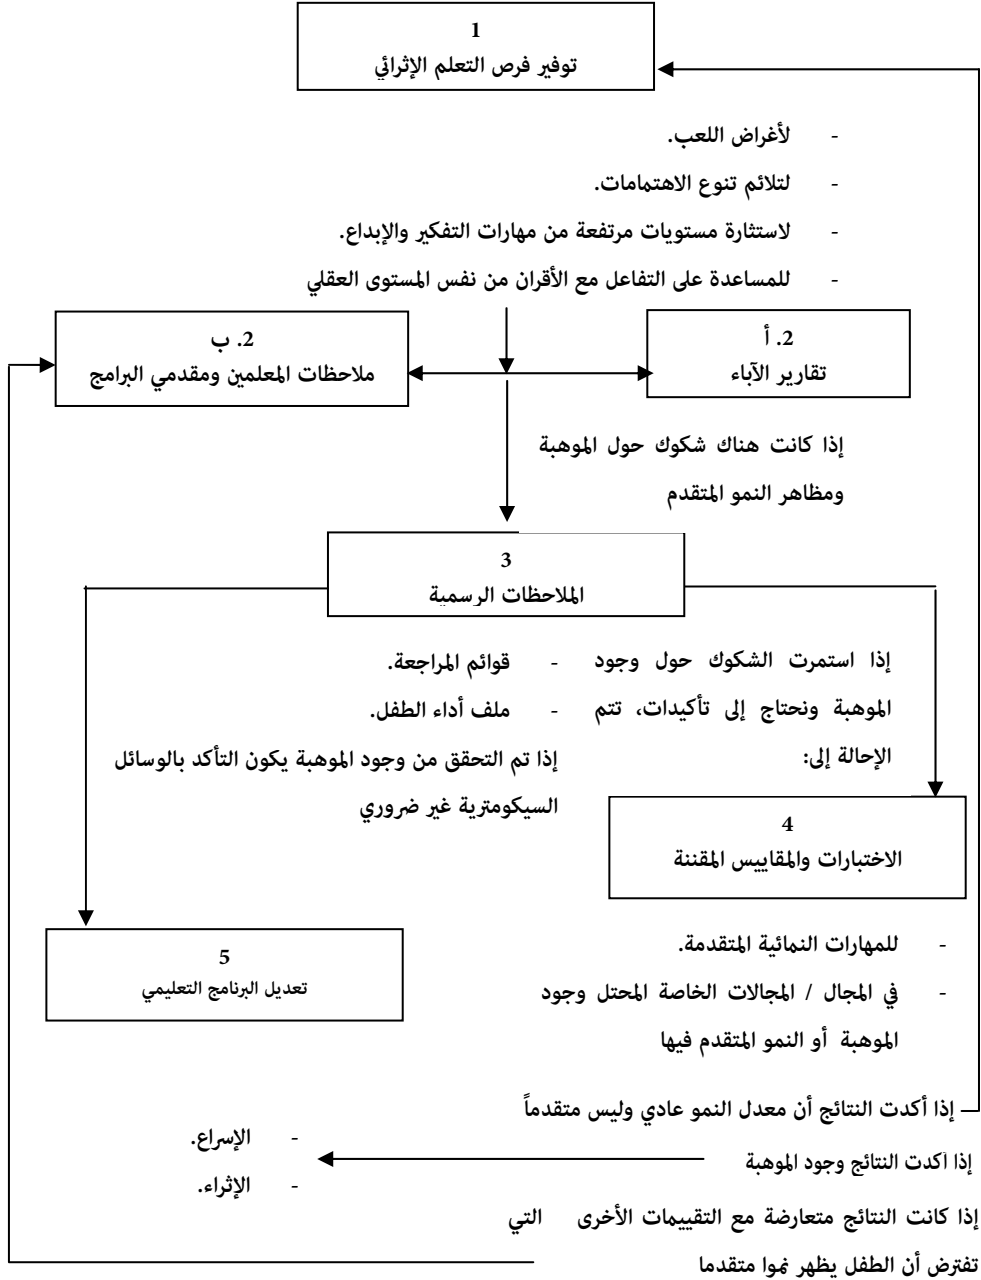 1
توفير فرص التعلم الإثرائي
- لأغراض اللعب.
- لتلائم تنوع الاهتمامات.
- لاستثارة مستويات مرتفعة من مهارات التفكير والإبداع.
- للمساعدة على التفاعل مع الأقران من نفس المستوى العقلي
2. أ
تقارير الآباء
2. ب
ملاحظات المعلمين ومقدمي البرامج
إذا كانت هناك شكوك حول الموهبة
ومظاهر النمو المتقدم
3
الملاحظات الرسمية
إذا استمرت الشكوك حول وجود
الموهبة ونحتاج إلى تأكيدات، تتم
الإحالة إلى:
- قوائم المراجعة.
- ملف أداء الطفل.
إذا تم التحقق من وجود الموهبة يكون التأكد بالوسائل
السيكومترية غير ضروري
4
الاختبارات والمقاييس المقننة
5
تعديل البرنامج التعليمي
- للمهارات النمائية المتقدمة.
- في المجال / المجالات الخاصة المحتل وجود
الموهبة أو النمو المتقدم فيها
إذا أكدت النتائج أن معدل النمو عادي وليس متقدماً
إذا أكدت النتائج وجود الموهبة
- الإسراع.
- الإثراء.
إذا كانت النتائج متعارضة مع التقييمات الأخرى التي
تفترض أن الطفل يظهر نموا متقدما